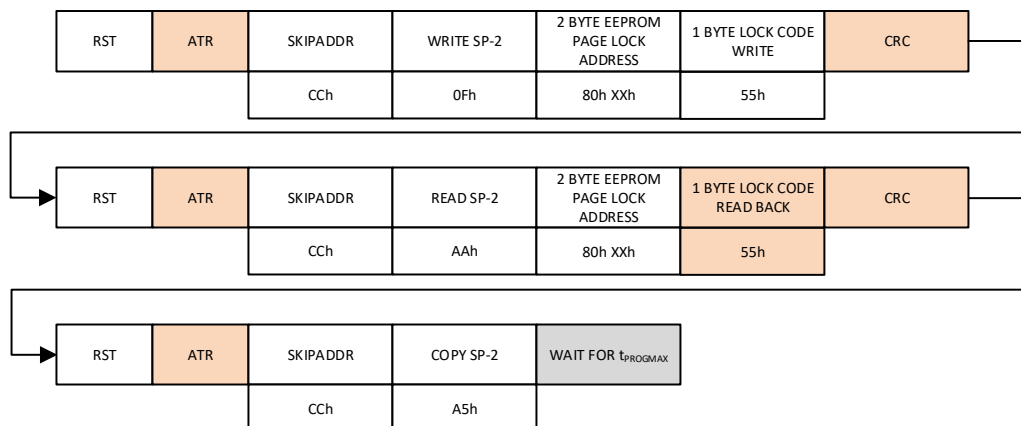 RST
ATR
SKIPADDR
WRITE SP-2
2 BYTE EEPROM
PAGE LOCK
ADDRESS
1 BYTE LOCK CODE
WRITE
CRC
CCh
0Fh
80h XXh
55h
RST
ATR
SKIPADDR
READ SP-2
2 BYTE EEPROM
PAGE LOCK
ADDRESS
1 BYTE LOCK CODE
READ BACK
CRC
CCh
AAh
80h XXh
55h
RST
ATR
SKIPADDR
COPY SP-2
WAIT FOR tPROGMAX
CCh
A5h